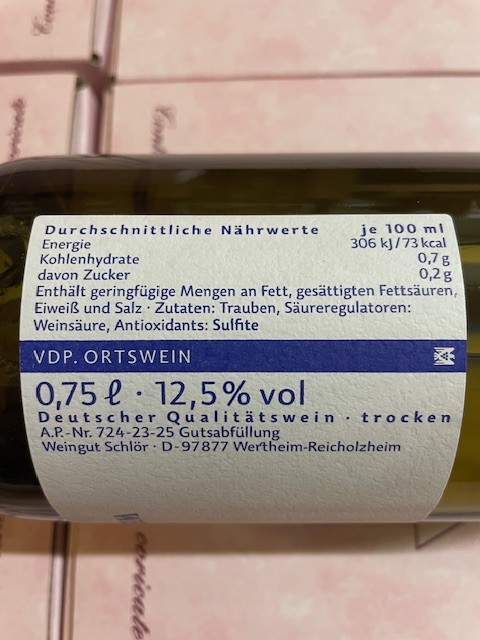 Durchschnittliche Nährwerte je 100 ml
Energie 306 kJ/73 kcal
Kohlenhydrate 0,7 g
davon Zucker 0,2 g
Enthält geringfügige Mengen an Fett, gesättigten Fettsäuren,
Eiweiß und Salz · Zutaten: Trauben, Säureregulatoren:
Weinsäure, Antioxidants: Sulfite
VDP. ORTSWEIN
0,75 ℓ · 12,5% vol
Deutscher Qualitätswein · trocken
A.P.-Nr. 724-23-25 Gutsabfüllung
Weingut Schlör · D-97877 Wertheim-Reicholzheim